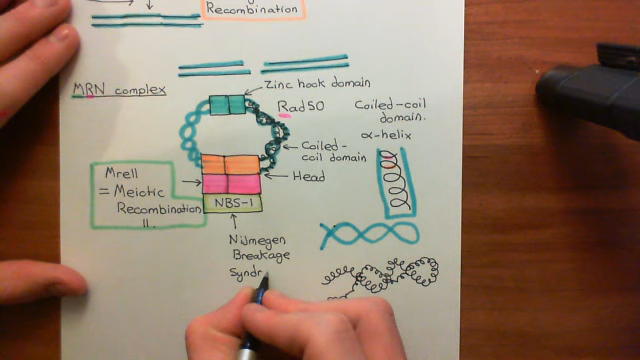 Recombination
MRN complex
Zinc hook domain
Rad50
Coiled-coil
domain.
α-helix
Coiled-
coil domain
Head
Mre11
= Meiotic
Recombination
11.
NBS-1
Nijmegen
Breakage
Syndr